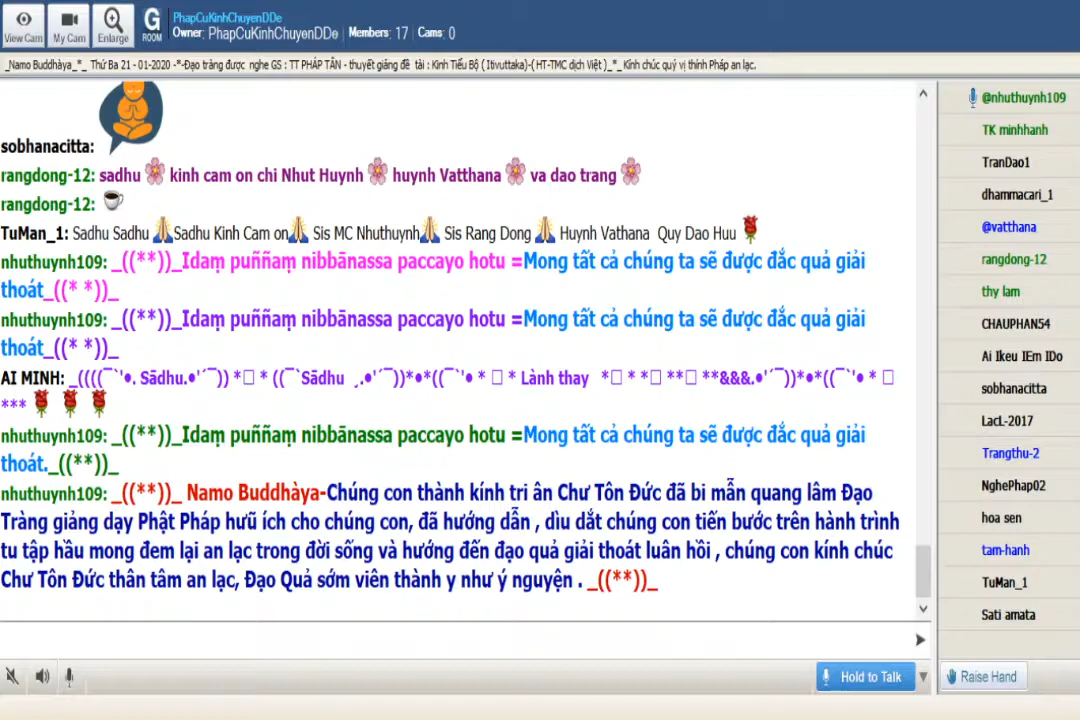 View Cam
My Cam
Enlarge
G
ROOM
PhapCuKinhChuyenDDe
Owner: PhapCuKinhChuyenDDe Members: 17 Cams: 0
_Namo Buddhàya_*_ Thứ Ba 21 - 01-2020 -*-Đạo tràng được nghe GS : TT PHÁP TÂN - thuyết giảng đề tài : Kinh Tiểu Bộ ( Itivuttaka)-( HT-TMC dịch Việt )_*_ Kính chúc quý vị thính Pháp an lạc.
sobhanacitta:
rangdong-12: sadhu 🌸 kinh cam on chi Nhut Huynh 🌸 huynh Vatthana 🌸 va dao trang 🌸
rangdong-12: ☕
TuMan_1: Sadhu Sadhu 🙏Sadhu Kinh Cam on🙏 Sis MC Nhuthuynh🙏 Sis Rang Dong 🙏 Huynh Vathana Quy Dao Huu 🌹
nhuthuynh109: _((**))_Idaṃ puññaṃ nibbānassa paccayo hotu =Mong tất cả chúng ta sẽ được đắc quả giải
thoát_((* *))_
nhuthuynh109: _((**))_Idaṃ puññaṃ nibbānassa paccayo hotu =Mong tất cả chúng ta sẽ được đắc quả giải
thoát_((* *))_
AI MINH: _((((¯`'•. Sādhu.•'´¯)) *□ * ((¯`Sādhu ¸.•'´¯))*•*((¯`'• * □ * Lành thay *□ * *□ **□ **&&&.•'´¯))*•*((¯`'• * □
*** 🌹 🌹 🌹
nhuthuynh109: _((**))_Idaṃ puññaṃ nibbānassa paccayo hotu =Mong tất cả chúng ta sẽ được đắc quả giải
thoát._((**))_
nhuthuynh109: _((**))_ Namo Buddhàya-Chúng con thành kính tri ân Chư Tôn Đức đã bi mẫn quang lâm Đạo
Tràng giảng dạy Phật Pháp hưũ ích cho chúng con, đã hướng dẫn , dìu dắt chúng con tiến bước trên hành trình
tu tập hầu mong đem lại an lạc trong đời sống và hướng đến đạo quả giải thoát luân hồi , chúng con kính chúc
Chư Tôn Đức thân tâm an lạc, Đạo Quả sớm viên thành y như ý nguyện . _((**))_
@nhuthuynh109
TK minhhanh
TranDao1
dhammacari_1
@vatthana
rangdong-12
thy lam
CHAUPHAN54
Ai Ikeu IEm IDo
sobhanacitta
LacL-2017
Trangthu-2
NghePhap02
hoa sen
tam-hanh
TuMan_1
Sati amata
Hold to Talk
Raise Hand